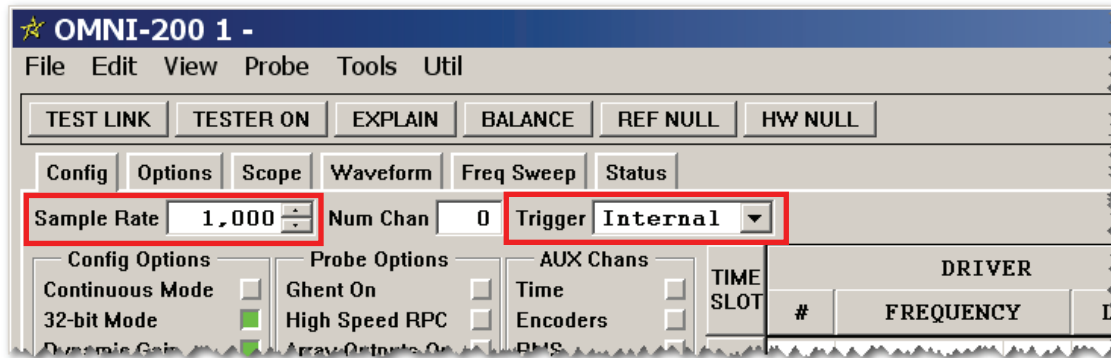 OMNI-200 1 -
File Edit View Probe Tools Util
TEST LINK TESTER ON EXPLAIN BALANCE REF NULL HW NULL
Config Options Scope Waveform Freq Sweep Status
Sample Rate 1,000 Num Chan 0 Trigger Internal
Config Options Probe Options AUX Chans TIME SLOT DRIVER
Continuous Mode Ghent On Time # FREQUENCY
32-bit Mode High Speed RPC Encoders